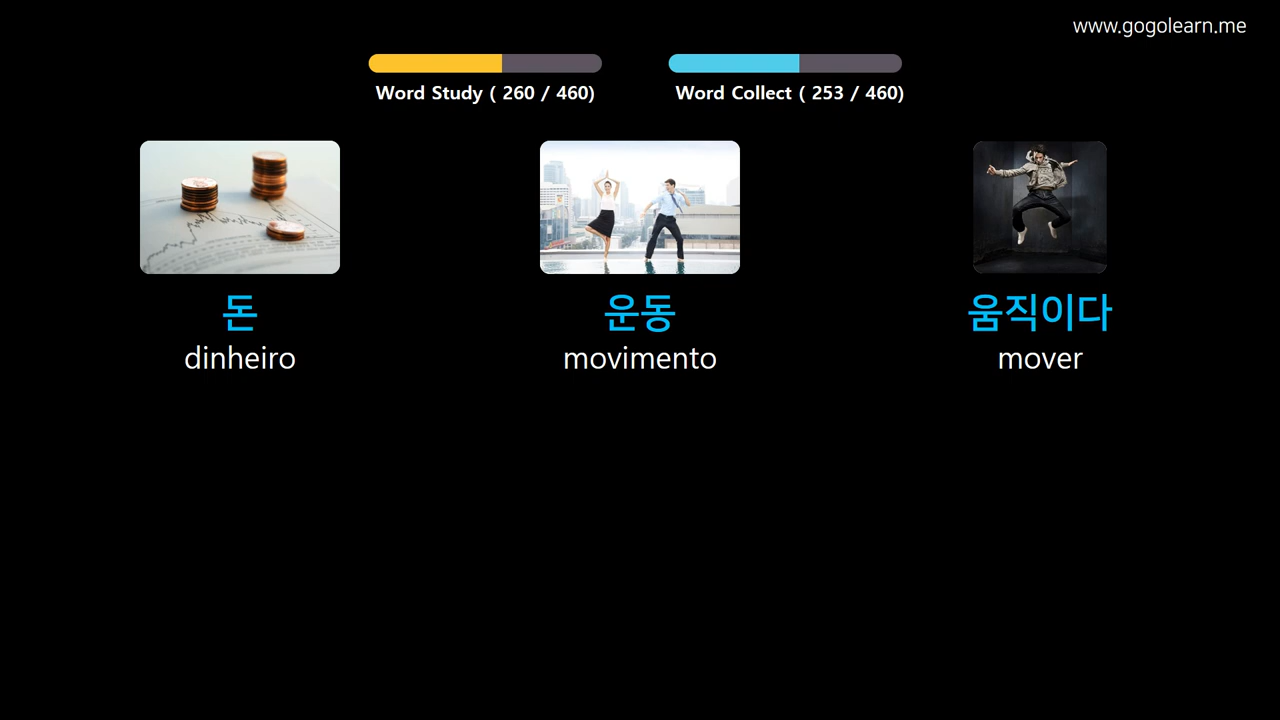 www.gogolearn.me
Word Study ( 260 / 460)
Word Collect ( 253 / 460)
돈
운동
움직이다
dinheiro
movimento
mover